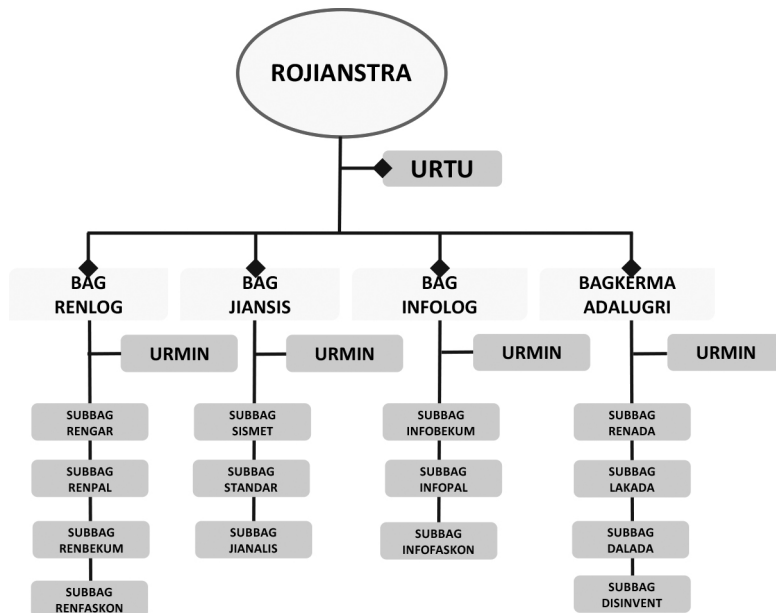 ROJIANSTRA
URTU
BAG
RENLOG
BAG
JIANSIS
BAG
INFOLOG
BAGKERMA
ADALUGRI
URMIN
URMIN
URMIN
URMIN
SUBBAG
RENGAR
SUBBAG
SISMET
SUBBAG
INFOBEKUM
SUBBAG
RENADA
SUBBAG
RENPAL
SUBBAG
STANDAR
SUBBAG
INFOPAL
SUBBAG
LAKADA
SUBBAG
RENBEKUM
SUBBAG
JIANALIS
SUBBAG
INFOFASKON
SUBBAG
DALADA
SUBBAG
RENFASKON
SUBBAG
DISINVENT